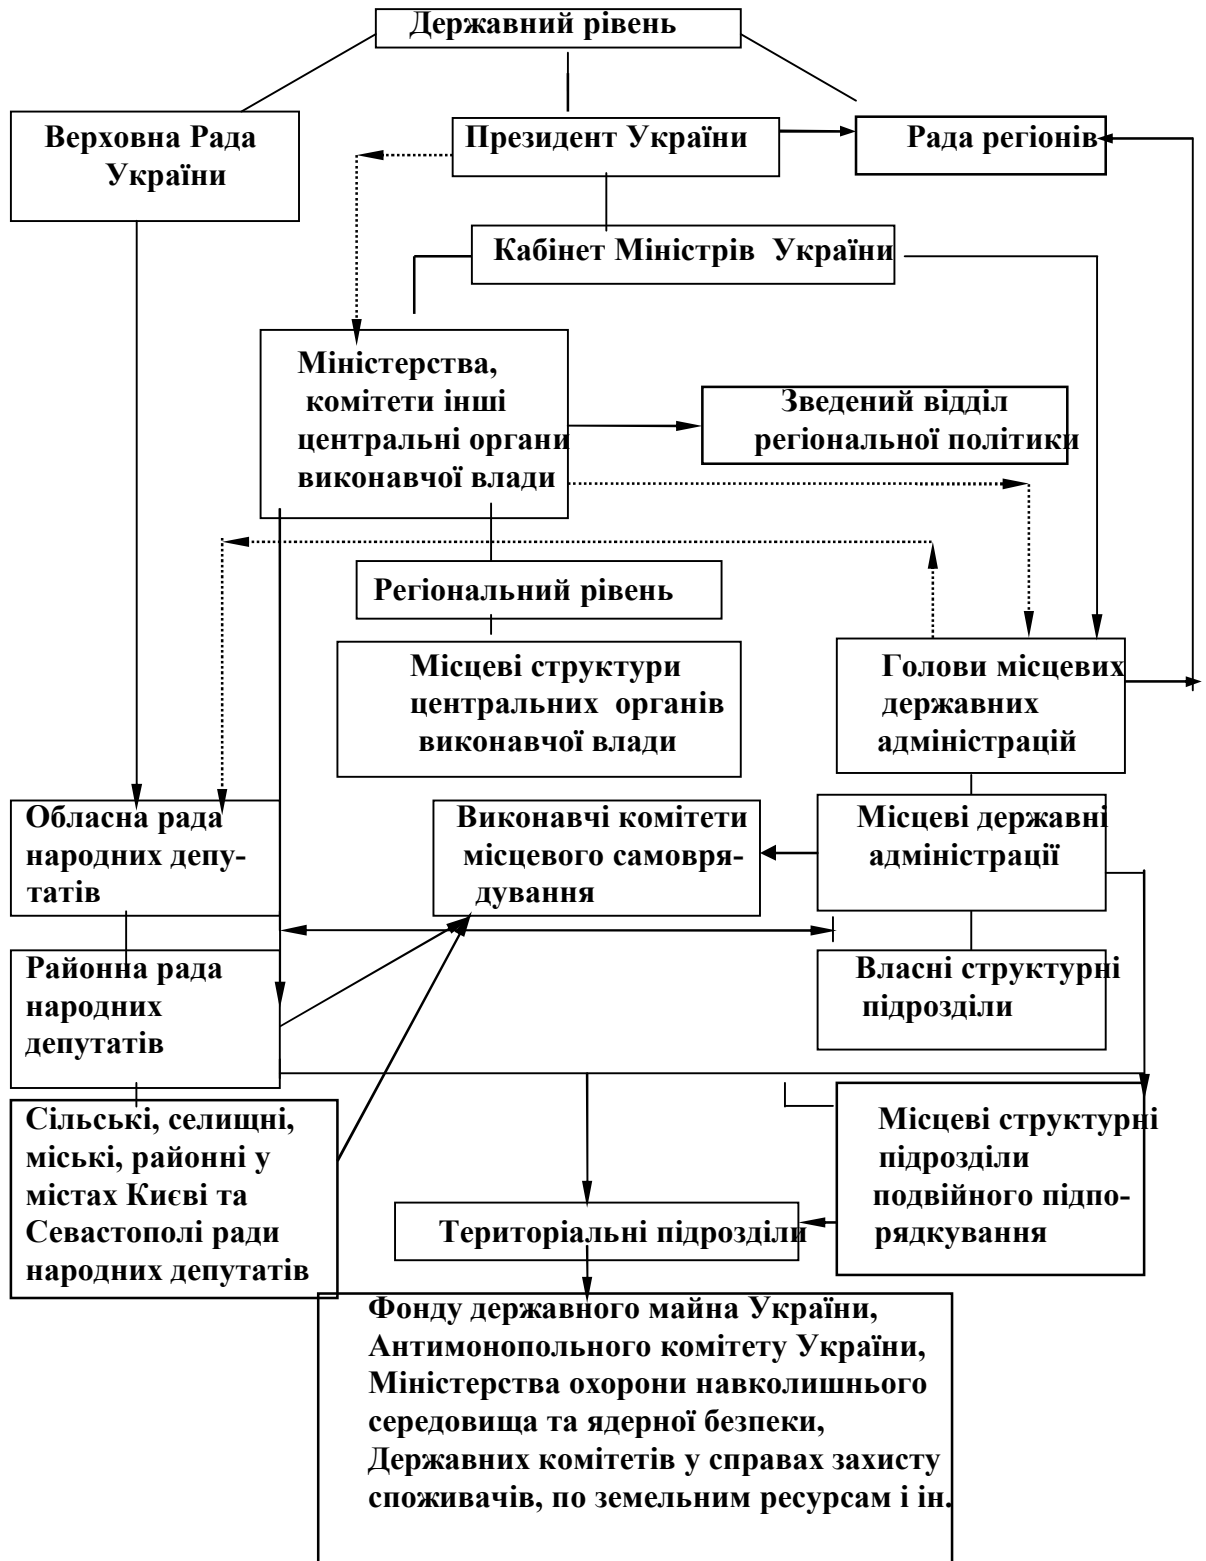 Державний рівень
Верховна Рада
України
Президент України
Рада регіонів
Кабінет Міністрів України
Міністерства,
комітети інші
центральні органи
виконавчої влади
Зведений відділ
регіональної політики
Регіональний рівень
Місцеві структури
центральних органів
виконавчої влади
Голови місцевих
державних
адміністрацій
Обласна рада
народних депу-
татів
Виконавчі комітети
місцевого самовря-
дування
Місцеві державні
адміністрації
Районна рада
народних
депутатів
Власні структурні
підрозділи
Сільські, селищні,
міські, районні у
містах Києві та
Севастополі ради
народних депутатів
Місцеві структурні
підрозділи
подвійного підпо-
рядкування
Територіальні підрозділи
Фонду державного майна України,
Антимонопольного комітету України,
Міністерства охорони навколишнього
середовища та ядерної безпеки,
Державних комітетів у справах захисту
споживачів, по земельним ресурсам і ін.